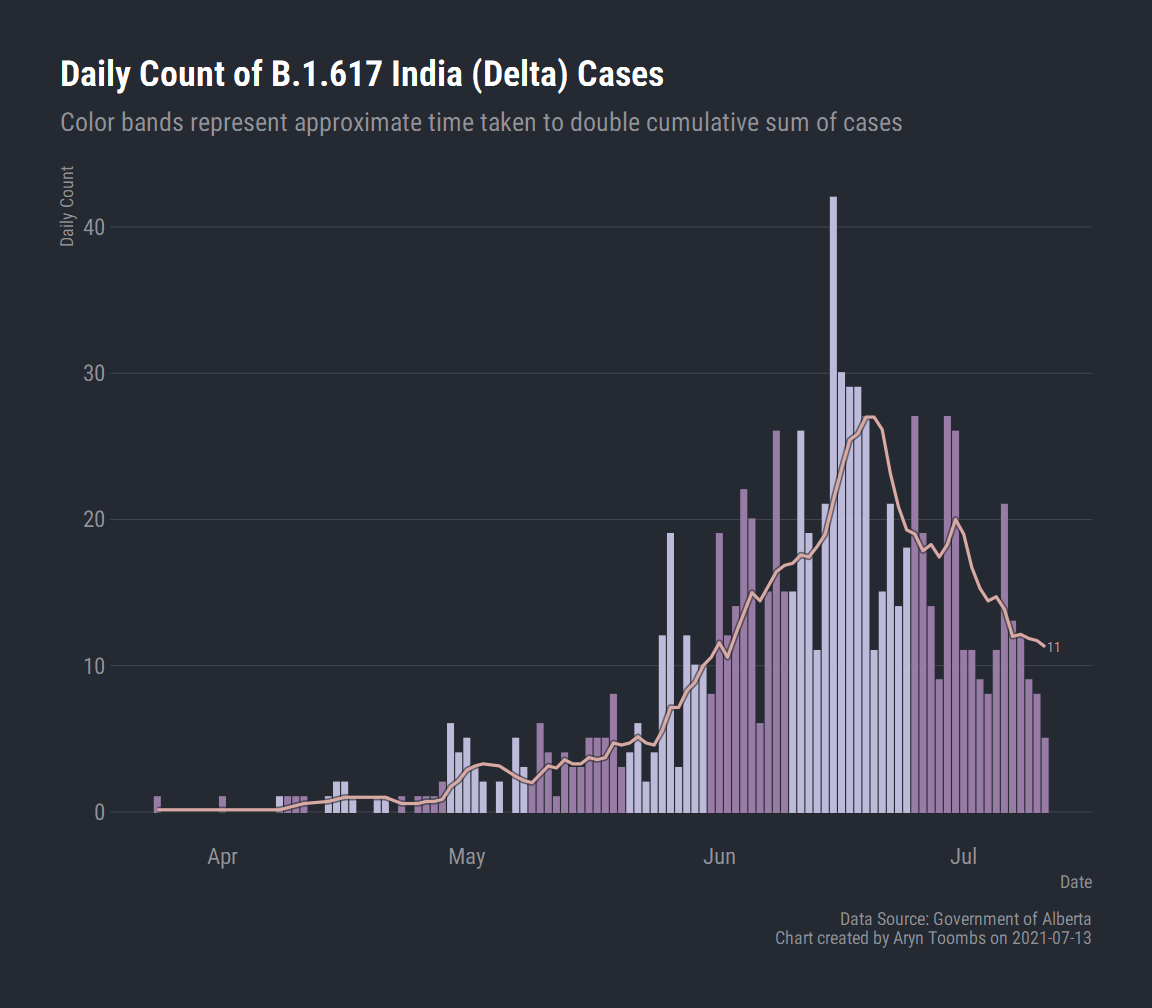 Daily Count of B.1.617 India (Delta) Cases
Color bands represent approximate time taken to double cumulative sum of cases
Daily Count
40
30
20
10
0
11
Apr May Jun Jul
Date
Data Source: Government of Alberta
Chart created by Aryn Toombs on 2021-07-13